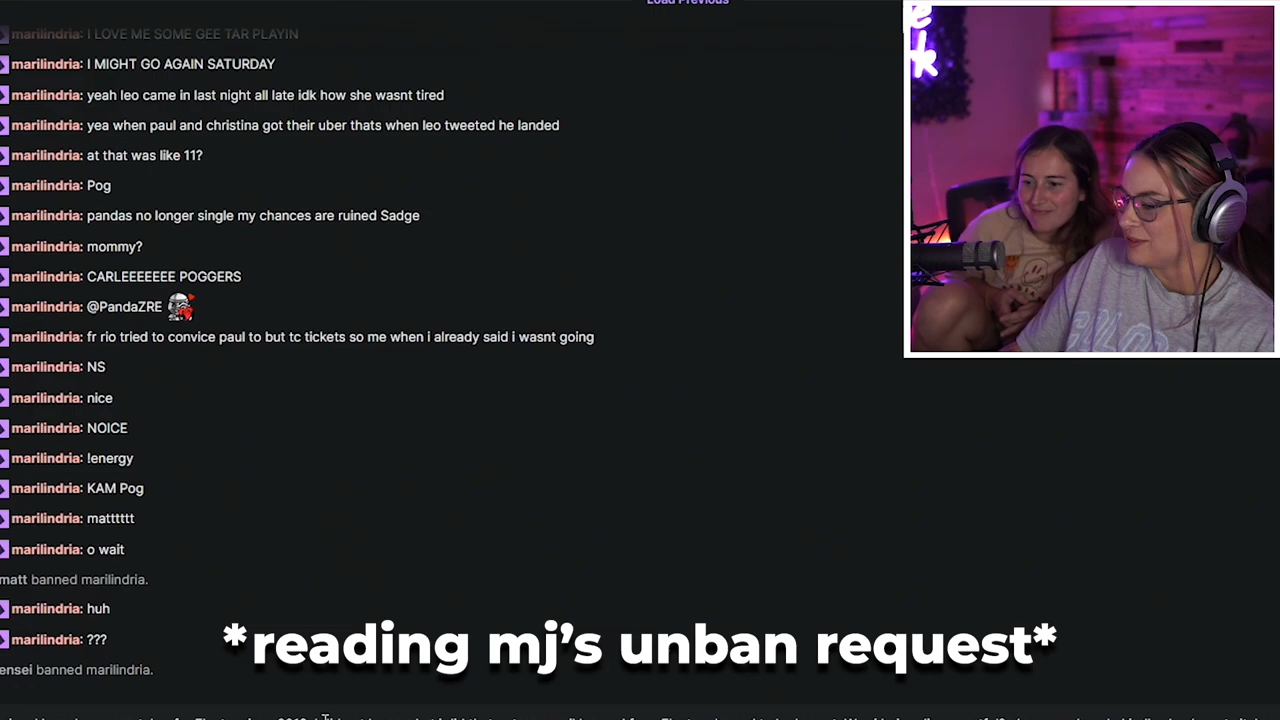 Load Previous
marilindria: I LOVE ME SOME GEE TAR PLAYIN
marilindria: I MIGHT GO AGAIN SATURDAY
marilindria: yeah leo came in last night all late idk how she wasnt tired
marilindria: yea when paul and christina got their uber thats when leo tweeted he landed
marilindria: at that was like 11?
marilindria: Pog
marilindria: pandas no longer single my chances are ruined Sadge
marilindria: mommy?
marilindria: CARLEEEEEEE POGGERS
marilindria: @PandaZRE
marilindria: fr rio tried to convice paul to but tc tickets so me when i already said i wasnt going
marilindria: NS
marilindria: nice
marilindria: NOICE
marilindria: !energy
marilindria: KAM Pog
marilindria: matttttt
marilindria: o wait
matt banned marilindria.
marilindria: huh
marilindria: ???
ensei banned marilindria.
*reading mj's unban request*